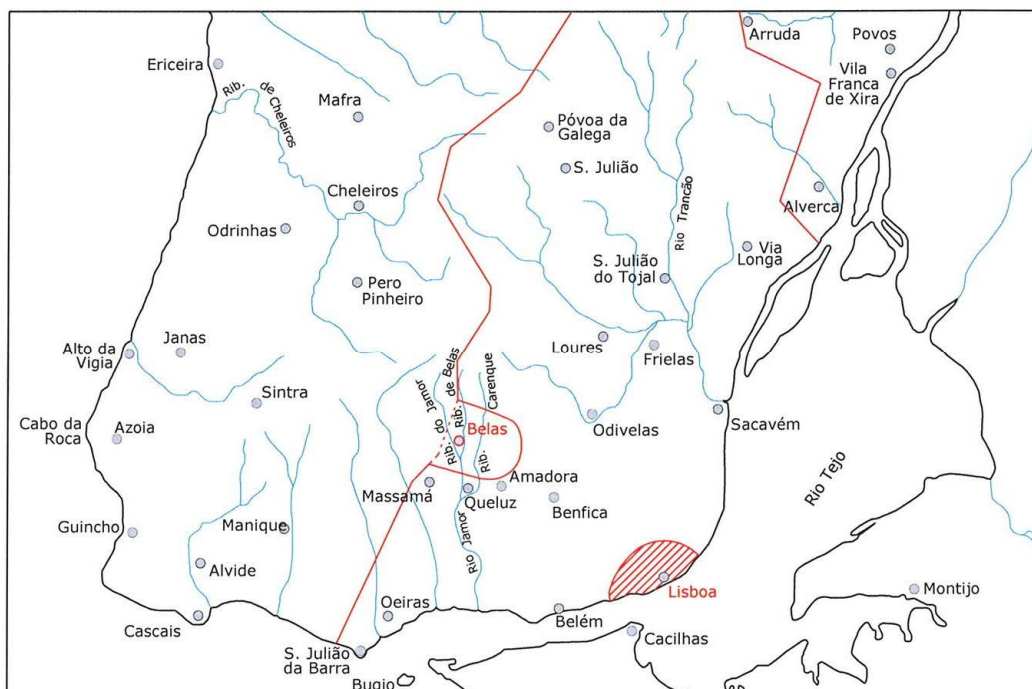 Arruda
Povos
Ericeira
Vila
Franca
de Xira
Rib. de Cheleiros
Mafra
Póvoa da
Galega
S. Julião
Cheleiros
Alverca
Rio Trancão
Odrinhas
Via
Longa
S. Julião
do Tojal
Pero
Pinheiro
Alto da
Vigia
Janas
Loures
Frielas
Rib. do Jamor
Rib. de Belas
Rib. Carenque
Sintra
Cabo da
Roca
Azoia
Belas
Odivelas
Sacavém
Rio Tejo
Massamá
Queluz
Amadora
Benfica
Guincho
Manique
Rio Jamor
Alvide
Lisboa
Montijo
Cascais
Oeiras
Belém
Cacilhas
S. Julião
da Barra
Bugio